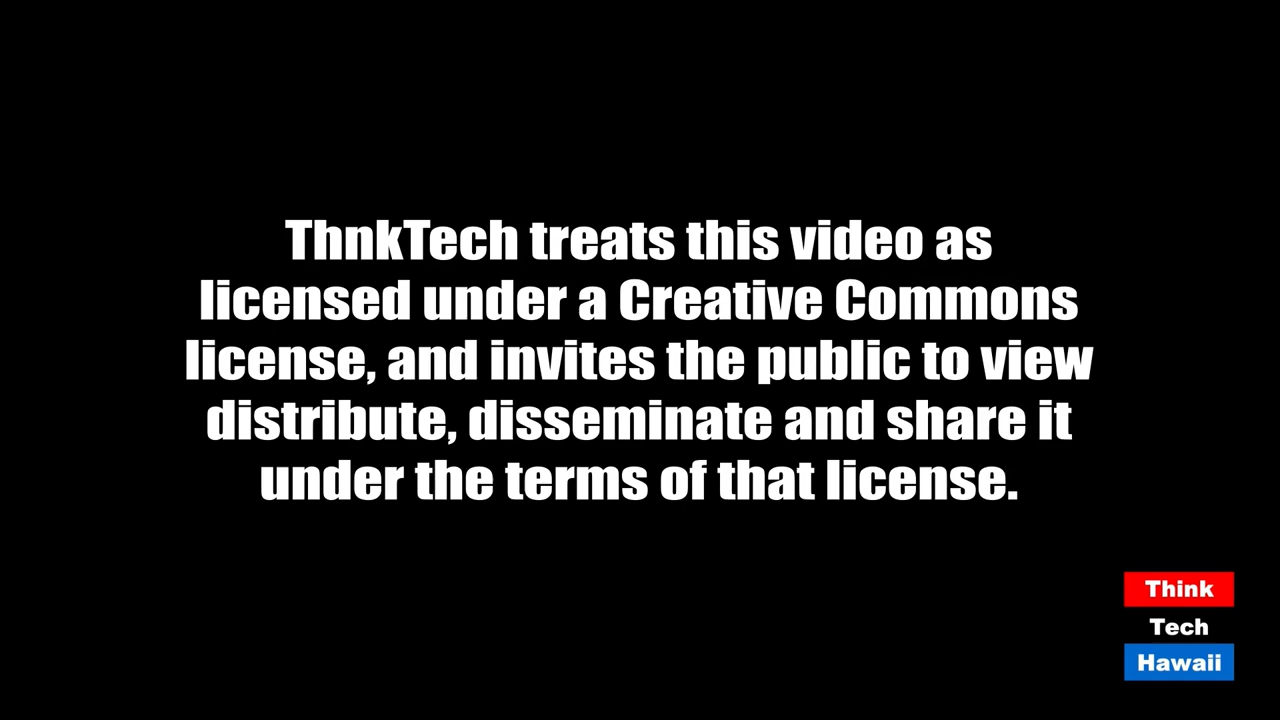 ThnkTech treats this video as
licensed under a Creative Commons
license, and invites the public to view
distribute, disseminate and share it
under the terms of that license.
Think
Tech
Hawaii